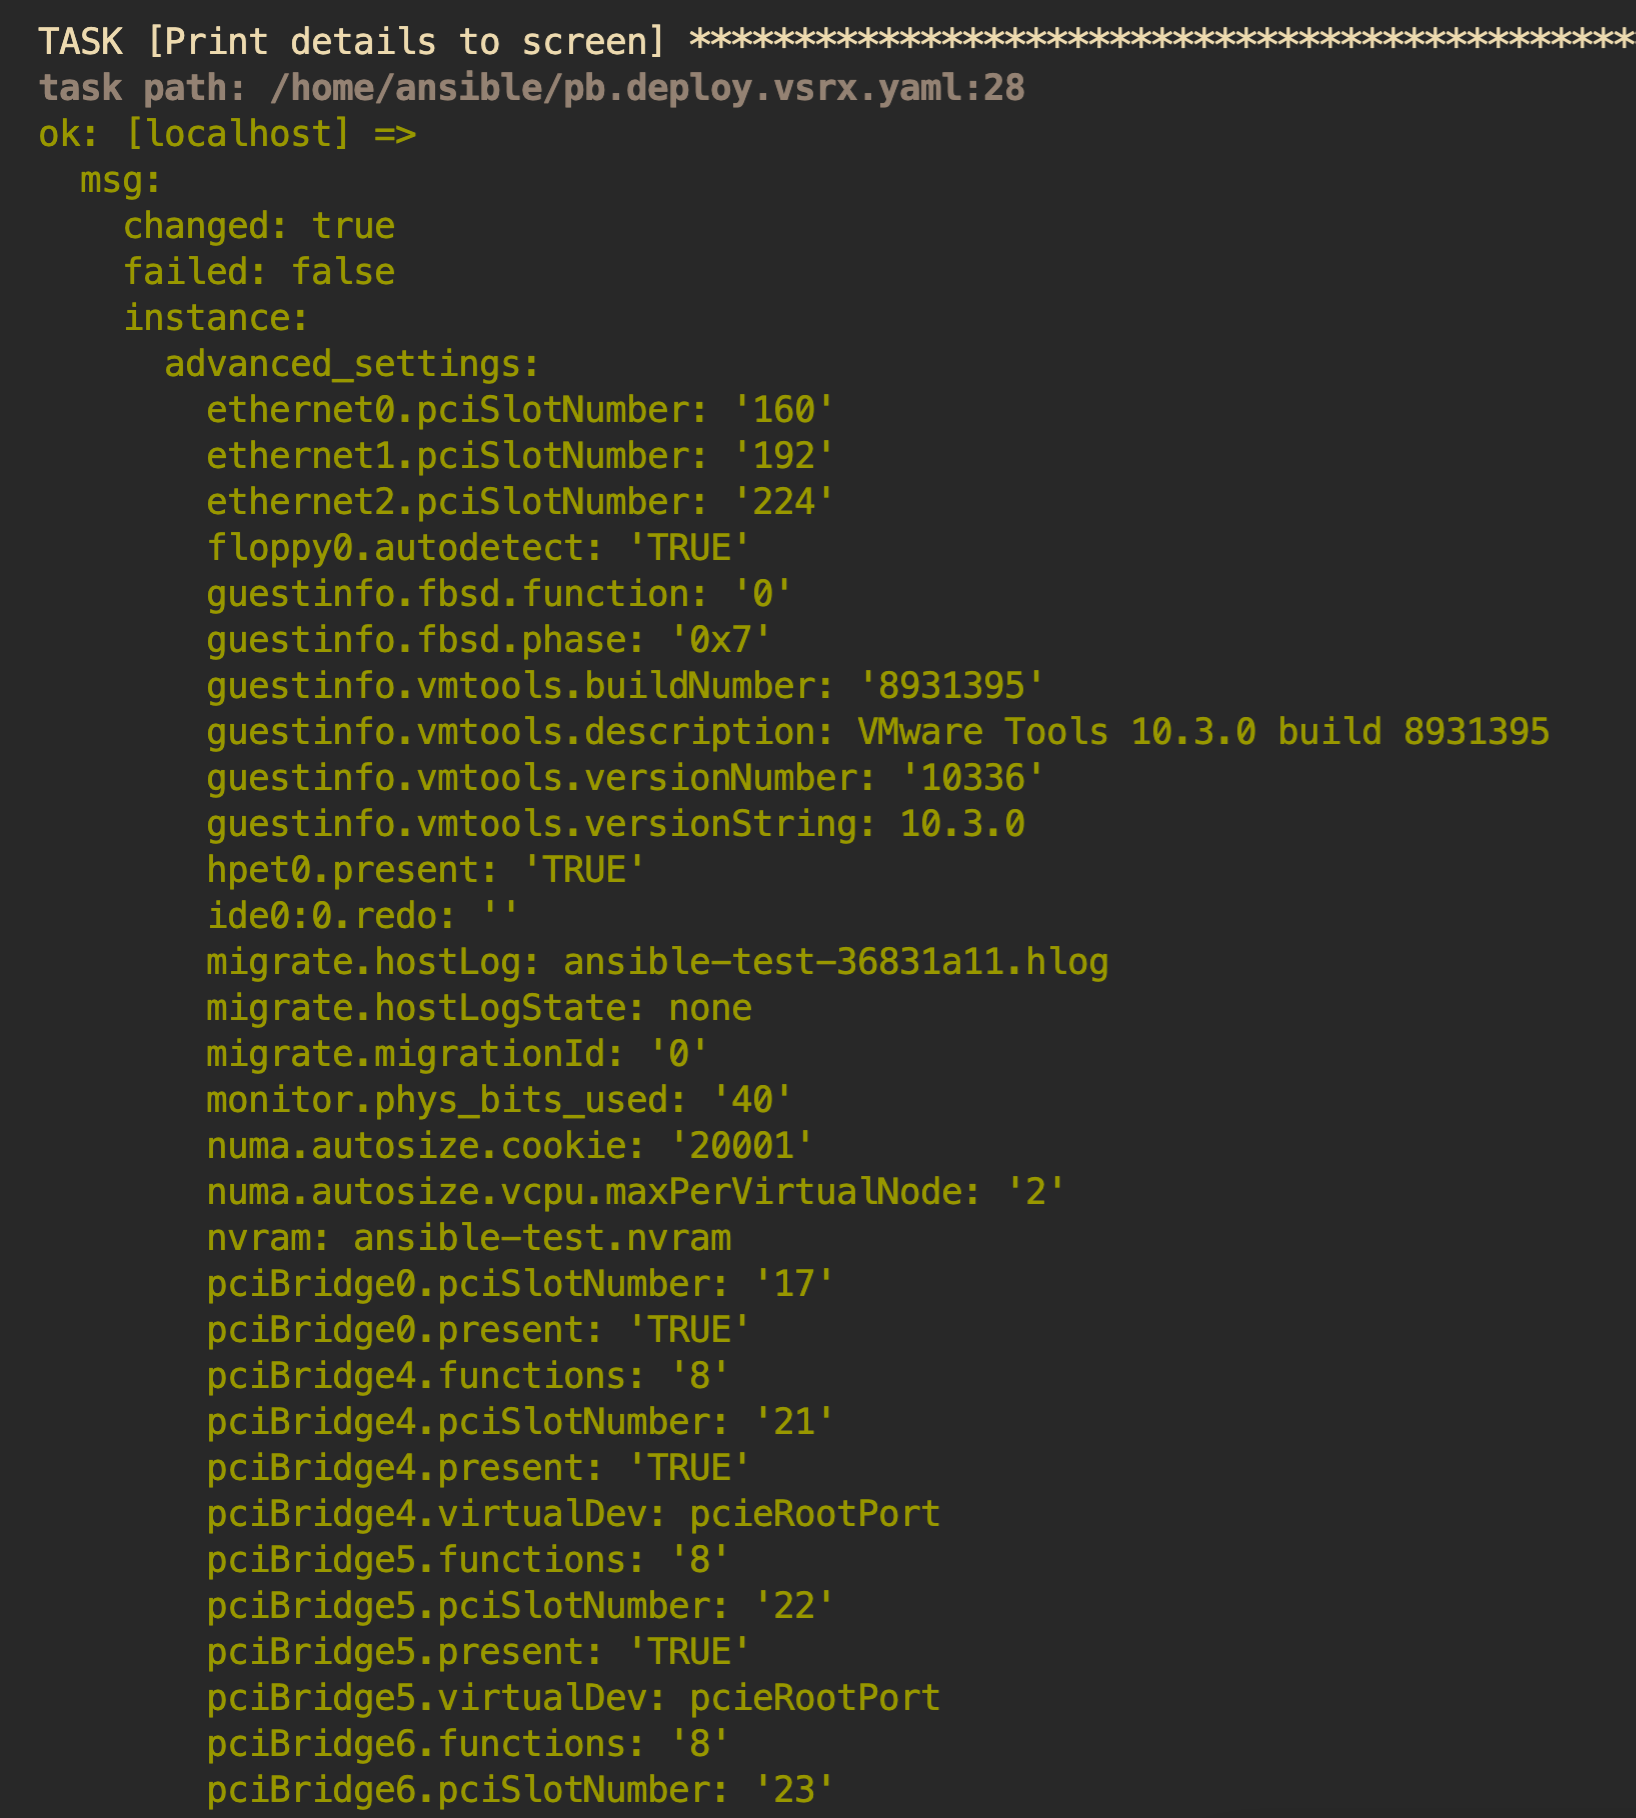 TASK [Print details to screen] *********************************************
task path: /home/ansible/pb.deploy.vsrx.yaml:28
ok: [localhost] =>
  msg:
    changed: true
    failed: false
    instance:
      advanced_settings:
        ethernet0.pciSlotNumber: '160'
        ethernet1.pciSlotNumber: '192'
        ethernet2.pciSlotNumber: '224'
        floppy0.autodetect: 'TRUE'
        guestinfo.fbsd.function: '0'
        guestinfo.fbsd.phase: '0x7'
        guestinfo.vmtools.buildNumber: '8931395'
        guestinfo.vmtools.description: VMware Tools 10.3.0 build 8931395
        guestinfo.vmtools.versionNumber: '10336'
        guestinfo.vmtools.versionString: 10.3.0
        hpet0.present: 'TRUE'
        ide0:0.redo: ''
        migrate.hostLog: ansible-test-36831a11.hlog
        migrate.hostLogState: none
        migrate.migrationId: '0'
        monitor.phys_bits_used: '40'
        numa.autosize.cookie: '20001'
        numa.autosize.vcpu.maxPerVirtualNode: '2'
        nvram: ansible-test.nvram
        pciBridge0.pciSlotNumber: '17'
        pciBridge0.present: 'TRUE'
        pciBridge4.functions: '8'
        pciBridge4.pciSlotNumber: '21'
        pciBridge4.present: 'TRUE'
        pciBridge4.virtualDev: pcieRootPort
        pciBridge5.functions: '8'
        pciBridge5.pciSlotNumber: '22'
        pciBridge5.present: 'TRUE'
        pciBridge5.virtualDev: pcieRootPort
        pciBridge6.functions: '8'
        pciBridge6.pciSlotNumber: '23'